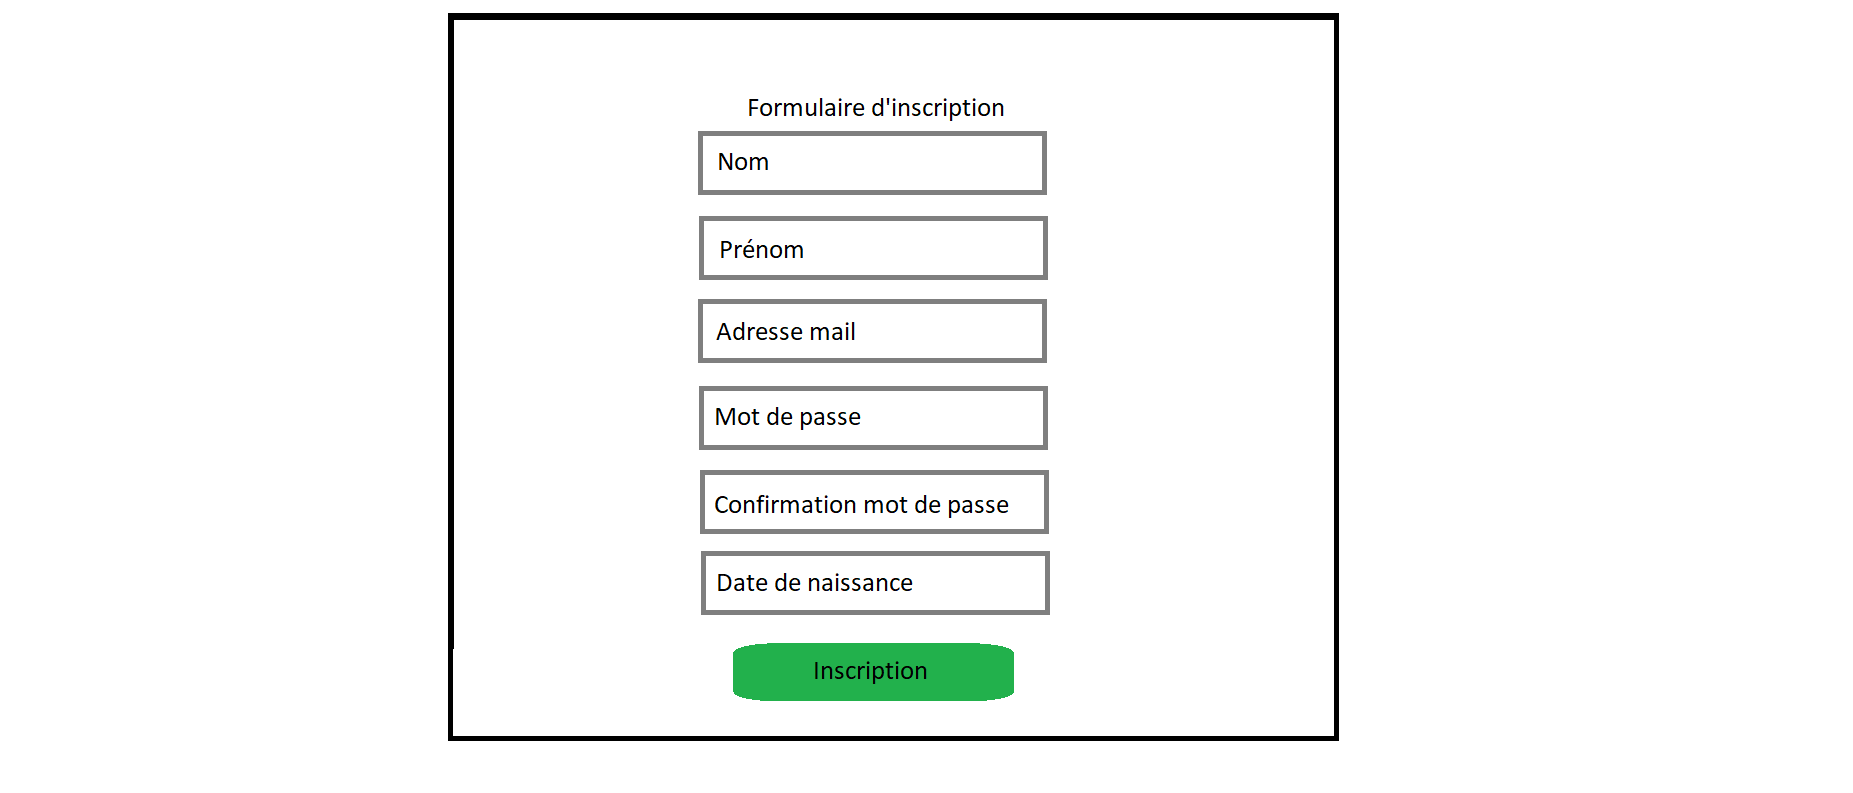 Formulaire d'inscription
Nom
Prénom
Adresse mail
Mot de passe
Confirmation mot de passe
Date de naissance
Inscription